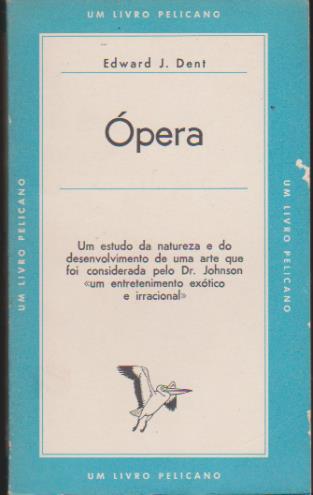 UM LIVRO PELICANO
Edward J. Dent
Ópera
UM LIVRO PELICANO
UM LIVRO PELICANO
Um estudo da natureza e do
desenvolvimento de uma arte que
foi considerada pelo Dr. Johnson
«um entretenimento exótico
e irracional»
UM LIVRO PELICANO